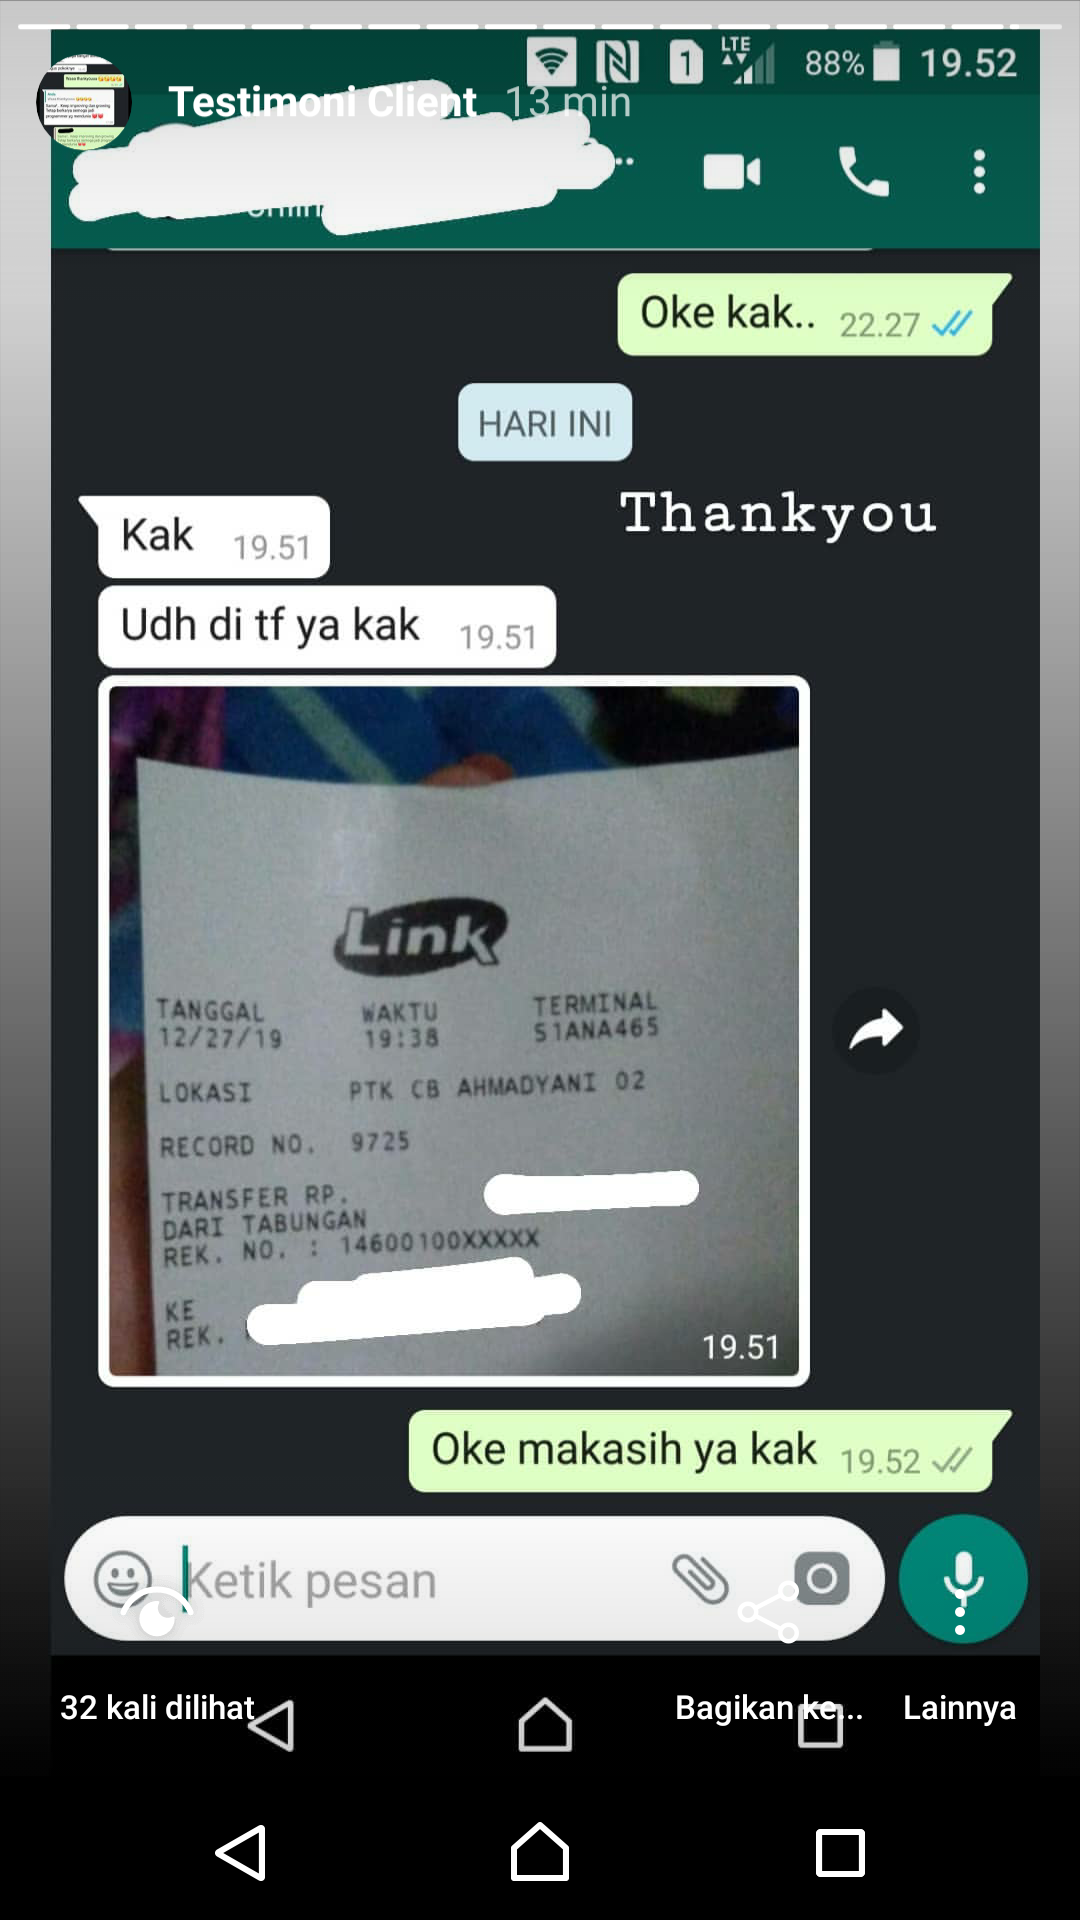 LTE
1
88%
19.52
Testimoni Client 13 min
Oke kak.. 22.27
HARI INI
Thankyou
Kak 19.51
Udh di tf ya kak 19.51
Link
TANGGAL WAKTU TERMINAL
12/27/19 19:38 S1ANA465
LOKASI PTK CB AHMADYANI 02
RECORD NO. 9725
TRANSFER RP.
DARI TABUNGAN
REK. NO. : 14600100XXXXX
KE
REK.
19.51
Oke makasih ya kak 19.52
Ketik pesan
32 kali dilihat
Bagikan ke...
Lainnya